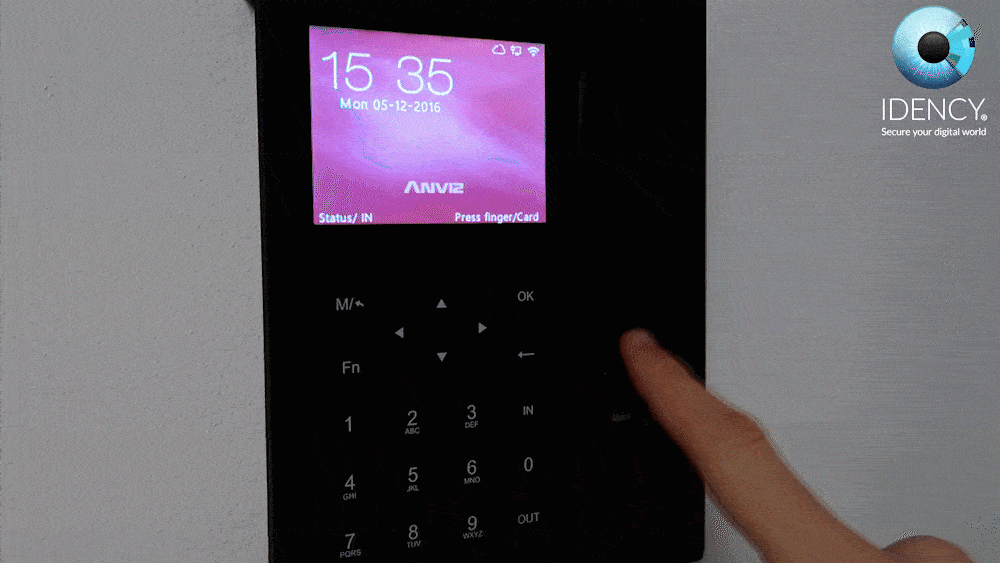 15 35
Mon 05-12-2016
ANVIZ
Status/ IN
Press finger/Card
IDENCY®
Secure your digital world
M/
OK
Fn
1
2
ABC
3
DEF
IN
4
GHI
5
JKL
6
MNO
0
7
PQRS
8
TUV
9
WXYZ
OUT